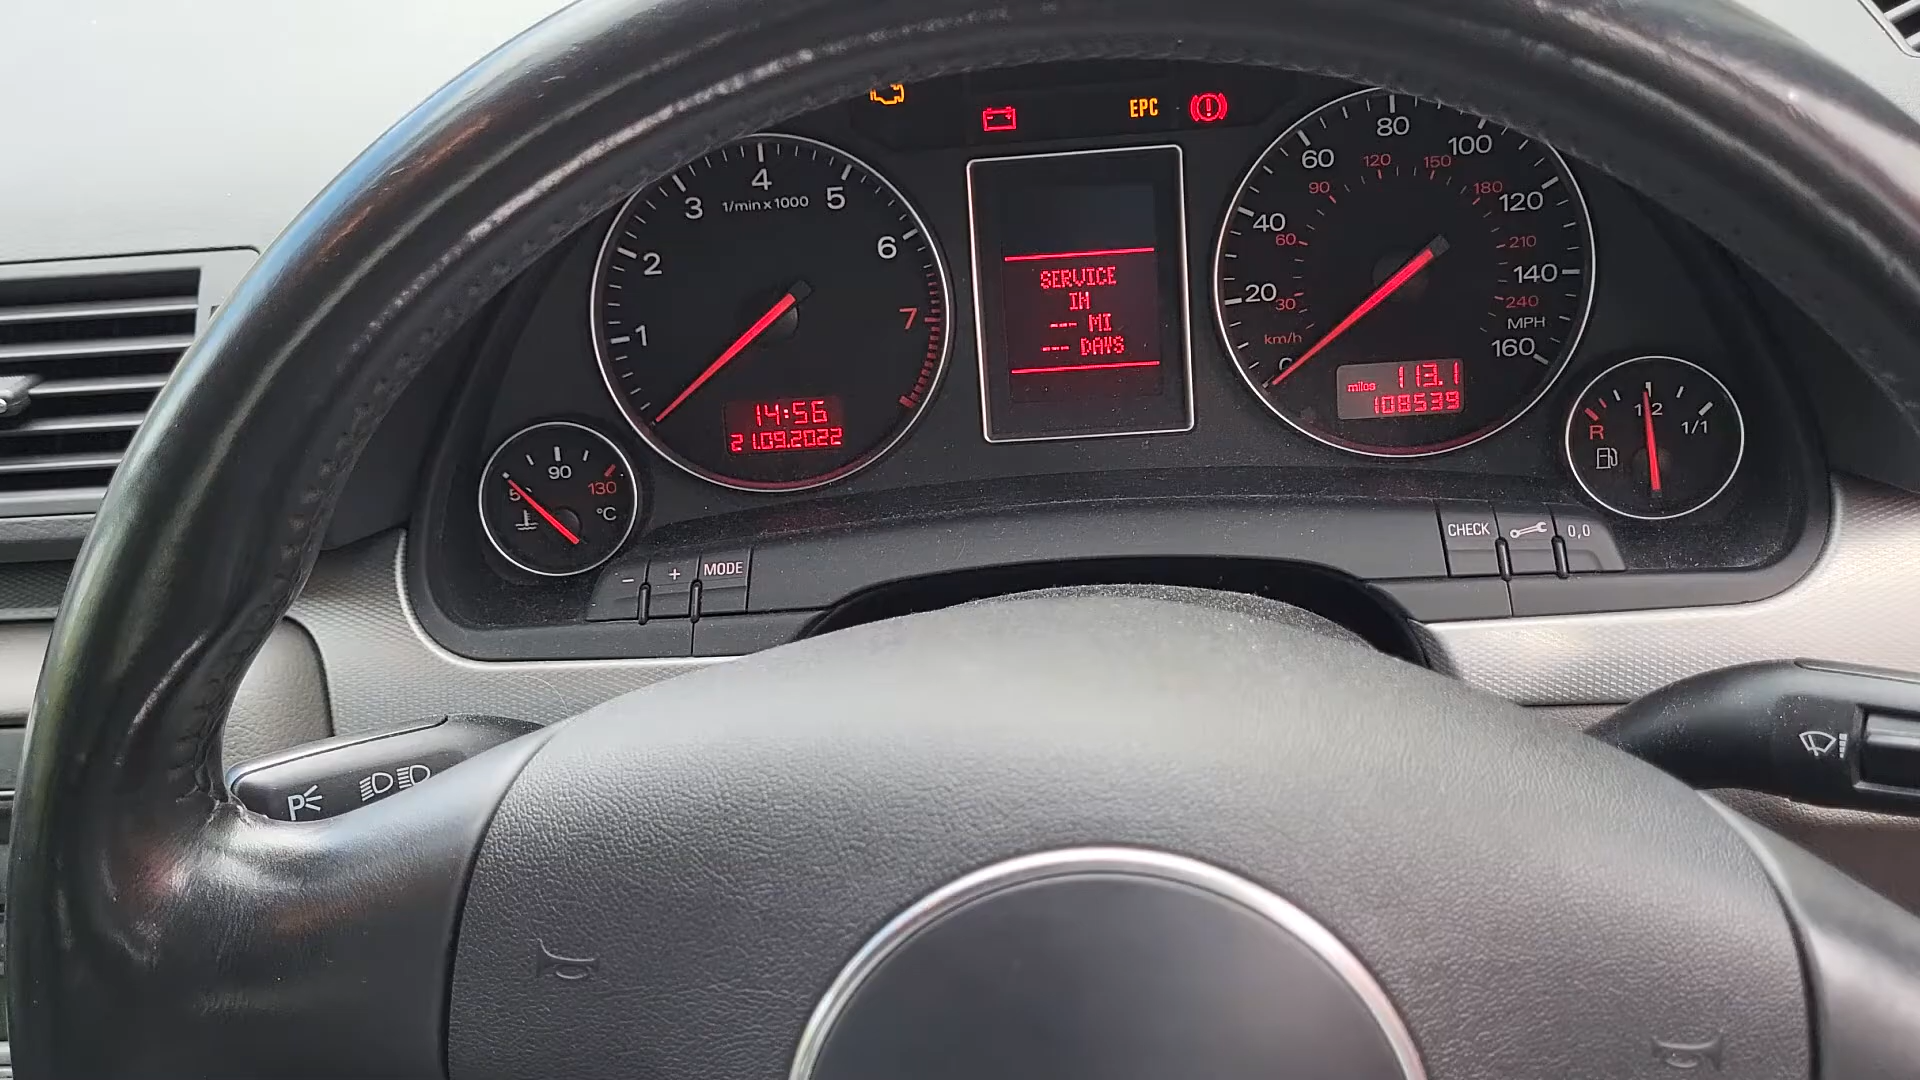 EPC
1
2
3
4
5
6
7
1/min x 1000
14:56
21.09.2022
SERVICE
IN
--- MI
--- DAYS
0
20
40
60
80
100
120
140
160
MPH
km/h
30
60
90
120
150
180
210
240
miles 113.1
108539
90
130
°C
R
1/2
1/1
- + MODE
CHECK 0,0
P